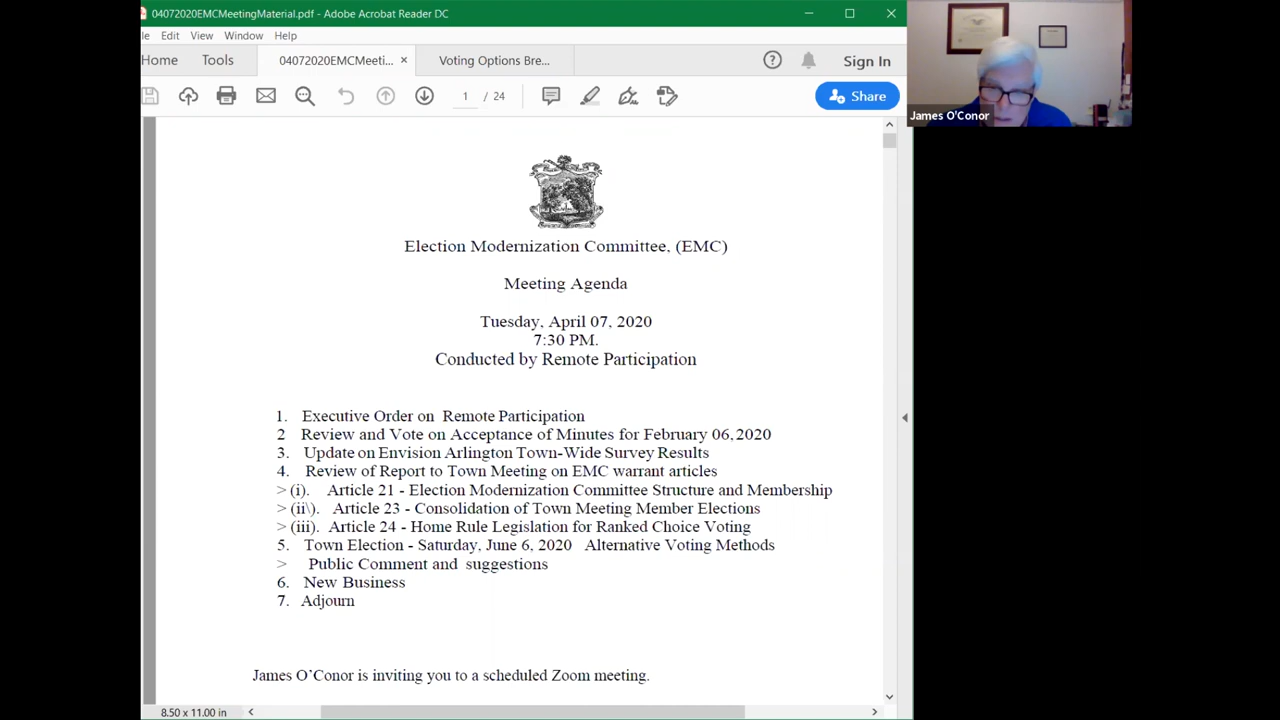 04072020EMCMeetingMaterial.pdf - Adobe Acrobat Reader DC
le Edit View Window Help
Home Tools 04072020EMCMeeti... × Voting Options Bre... Sign In
1 / 24 Share
James O'Conor
Election Modernization Committee, (EMC)
Meeting Agenda
Tuesday, April 07, 2020
7:30 PM.
Conducted by Remote Participation
1. Executive Order on Remote Participation
2 Review and Vote on Acceptance of Minutes for February 06,2020
3. Update on Envision Arlington Town-Wide Survey Results
4. Review of Report to Town Meeting on EMC warrant articles
> (i). Article 21 - Election Modernization Committee Structure and Membership
> (ii\). Article 23 - Consolidation of Town Meeting Member Elections
> (iii). Article 24 - Home Rule Legislation for Ranked Choice Voting
5. Town Election - Saturday, June 6, 2020 Alternative Voting Methods
> Public Comment and suggestions
6. New Business
7. Adjourn
James O'Conor is inviting you to a scheduled Zoom meeting.
8.50 x 11.00 in